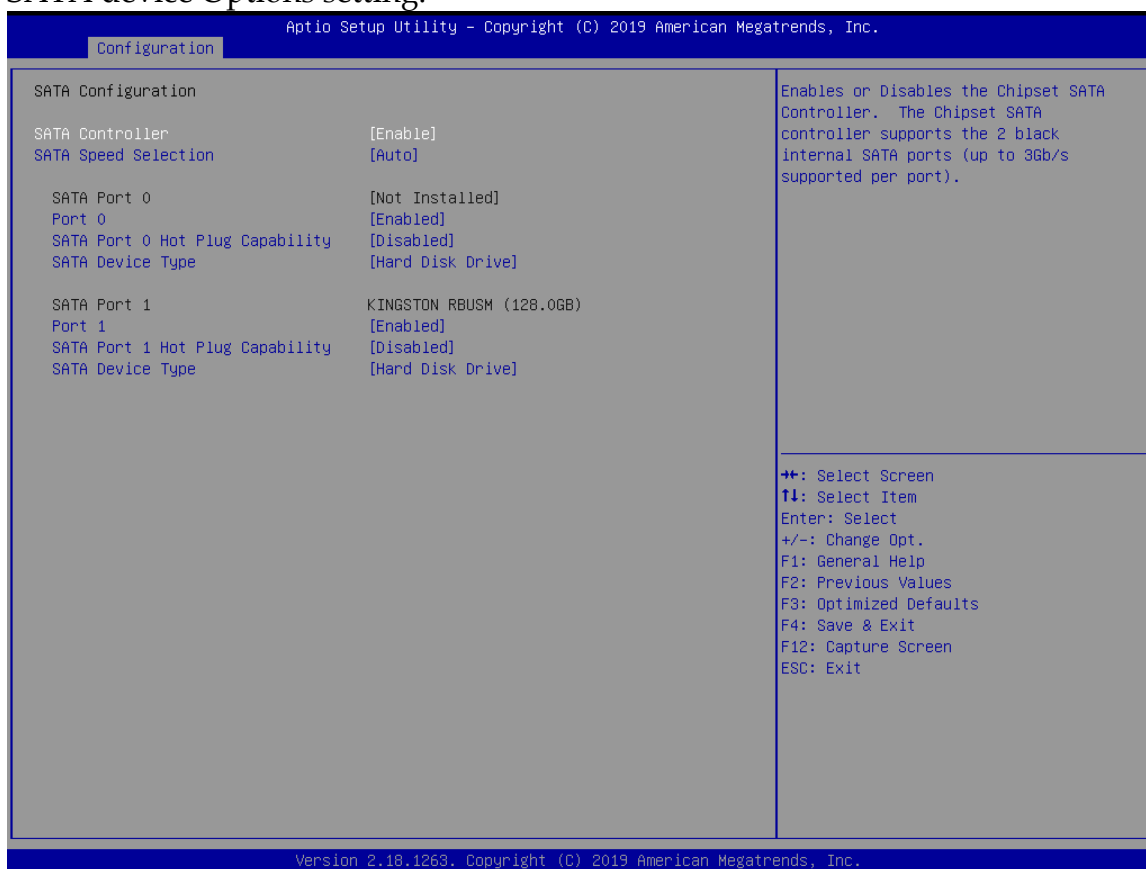 SATA device Options setting.
Aptio Setup Utility – Copyright (C) 2019 American Megatrends, Inc.
Configuration
SATA Configuration
SATA Controller [Enable]
SATA Speed Selection [Auto]
SATA Port 0 [Not Installed]
Port 0 [Enabled]
SATA Port 0 Hot Plug Capability [Disabled]
SATA Device Type [Hard Disk Drive]
SATA Port 1 KINGSTON RBUSM (128.0GB)
Port 1 [Enabled]
SATA Port 1 Hot Plug Capability [Disabled]
SATA Device Type [Hard Disk Drive]
Enables or Disables the Chipset SATA
Controller. The Chipset SATA
controller supports the 2 black
internal SATA ports (up to 3Gb/s
supported per port).
→←: Select Screen
↑↓: Select Item
Enter: Select
+/-: Change Opt.
F1: General Help
F2: Previous Values
F3: Optimized Defaults
F4: Save & Exit
F12: Capture Screen
ESC: Exit
Version 2.18.1263. Copyright (C) 2019 American Megatrends, Inc.